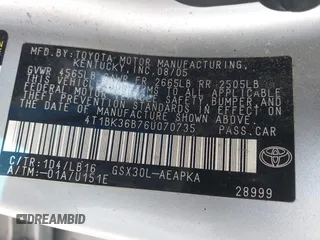 MFD.BY:TOYOTA MOTOR MANUFACTURING,
KENTUCKY,INC.08/05
GVWR 4565LB GAWR FR 2565LB RR 2505LB
THIS VEHICLE CONFORMS TO ALL APPLICABLE
FEDERAL MOTOR VEHICLE SAFETY, BUMPER, AND
THEFT PREVENTION STANDARDS IN EFFECT ON THE
DATE OF MANUFACTURE SHOWN ABOVE.
4T1BK36B76U070735 PASS.CAR
C/TR:1D4/LB16 GSX30L-AEAPKA
A/TM:-01A/U151E
TOYOTA
28999
DREAMBID